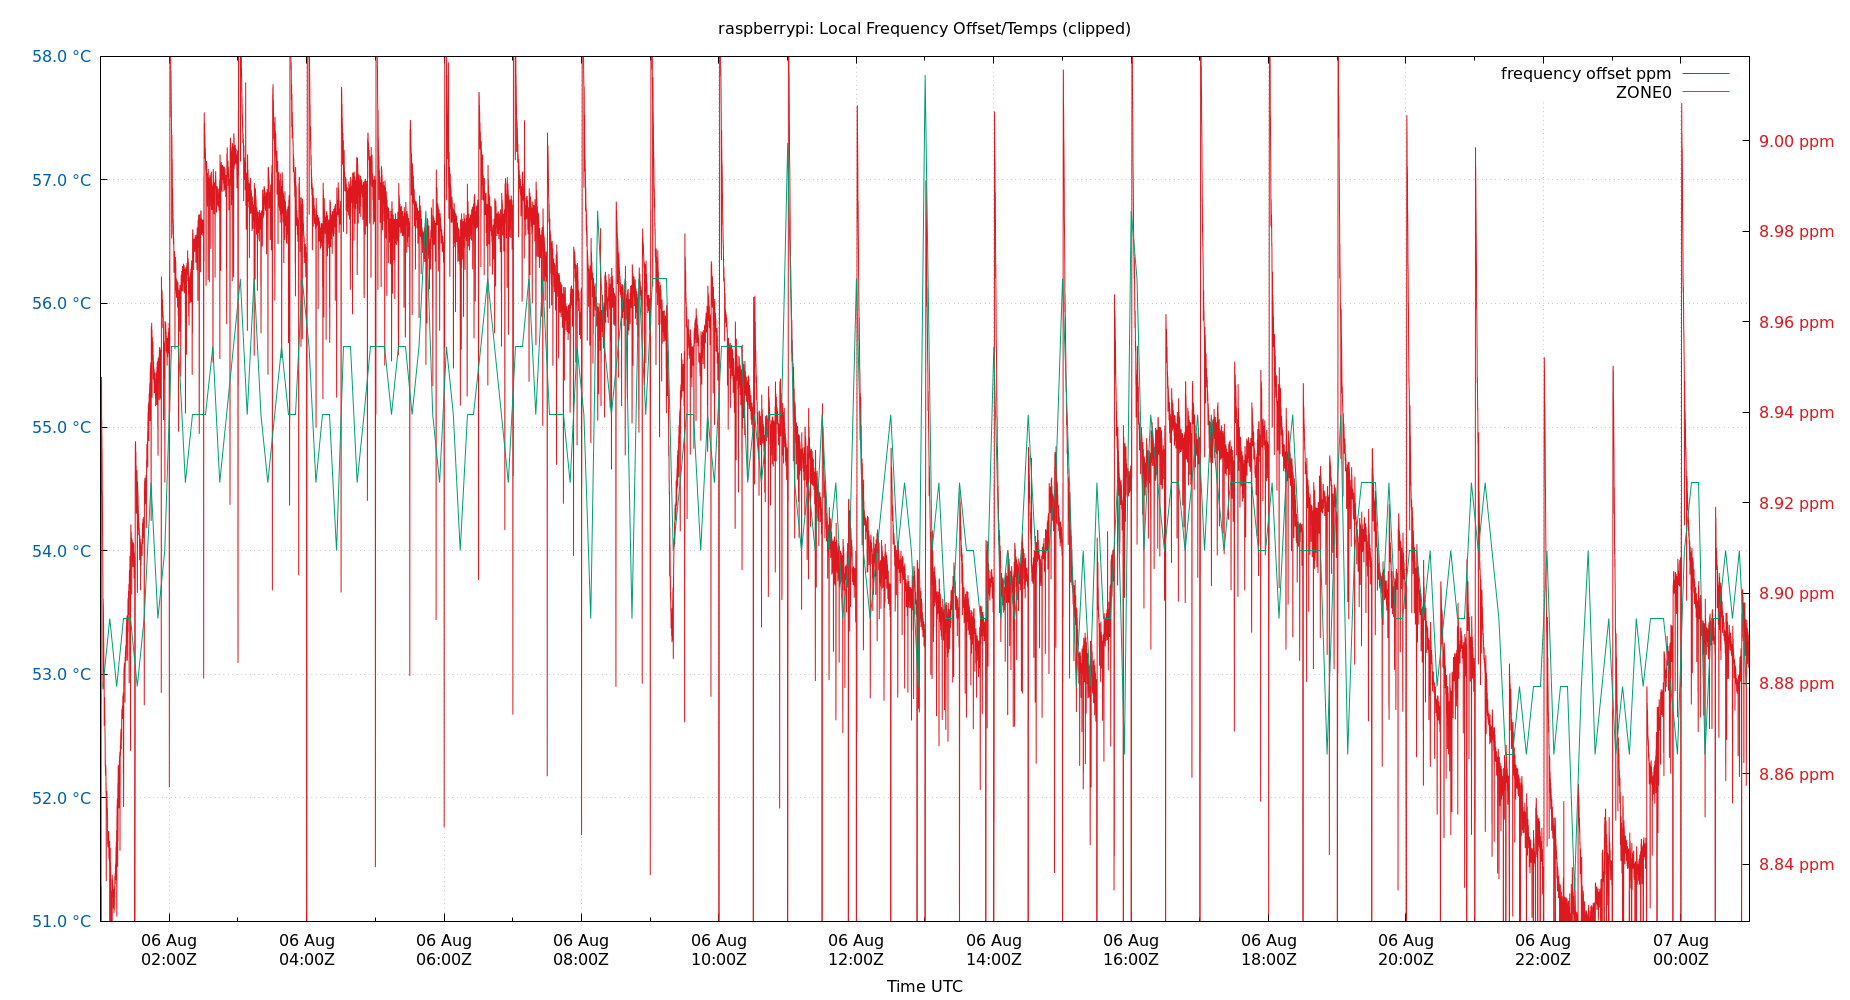 raspberrypi: Local Frequency Offset/Temps (clipped)
58.0 °C
57.0 °C
56.0 °C
55.0 °C
54.0 °C
53.0 °C
52.0 °C
51.0 °C
frequency offset ppm
ZONE0
9.00 ppm
8.98 ppm
8.96 ppm
8.94 ppm
8.92 ppm
8.90 ppm
8.88 ppm
8.86 ppm
8.84 ppm
06 Aug 06 Aug 06 Aug 06 Aug 06 Aug 06 Aug 06 Aug 06 Aug 06 Aug 06 Aug 06 Aug 07 Aug
02:00Z 04:00Z 06:00Z 08:00Z 10:00Z 12:00Z 14:00Z 16:00Z 18:00Z 20:00Z 22:00Z 00:00Z
Time UTC